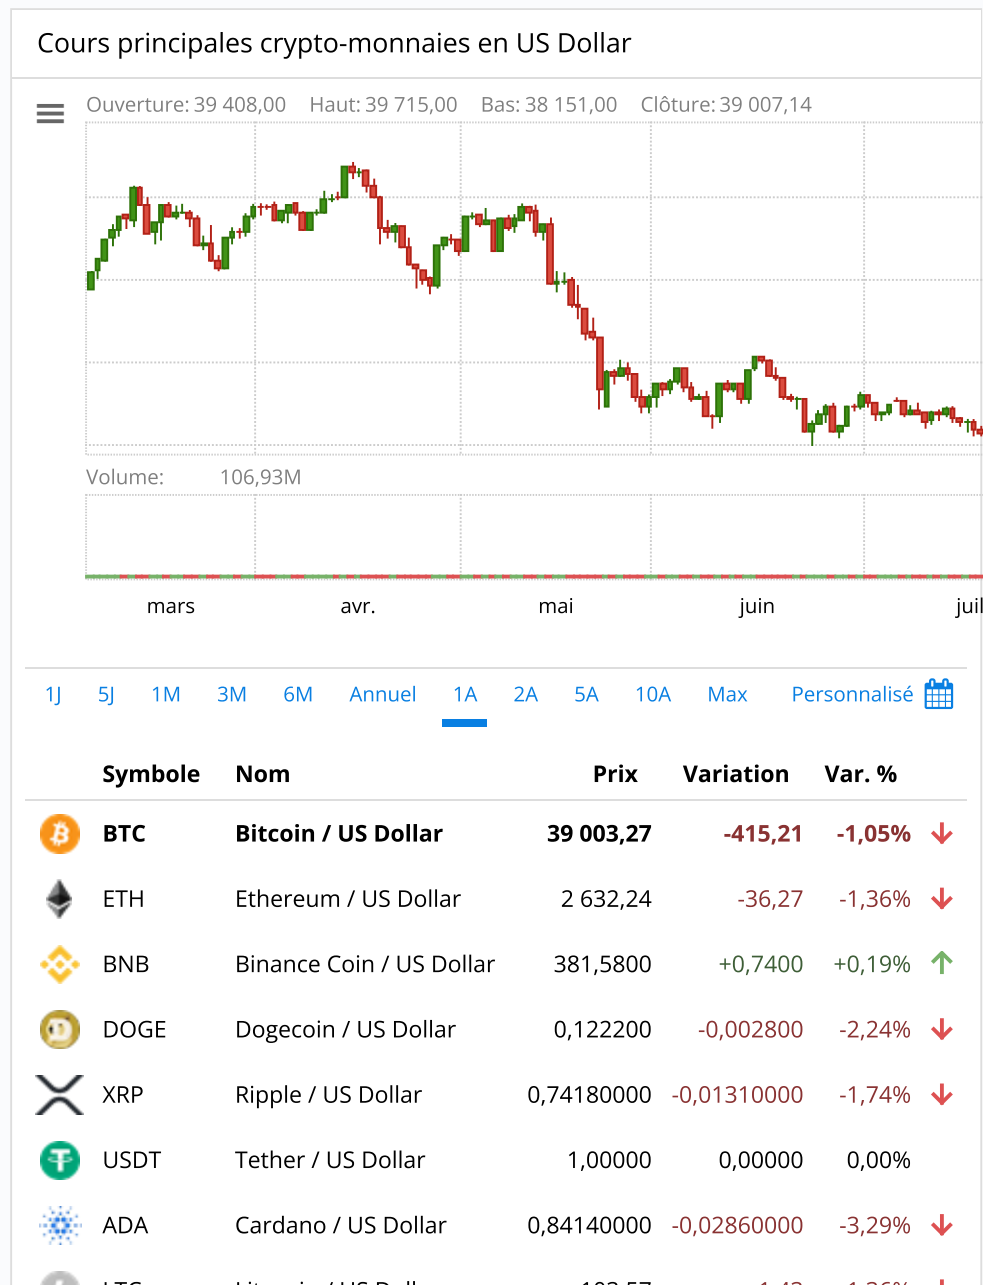 Cours principales crypto-monnaies en US Dollar
Ouverture: 39 408,00 Haut: 39 715,00 Bas: 38 151,00 Clôture: 39 007,14
Volume: 106,93M
mars avr. mai juin juil
1J 5J 1M 3M 6M Annuel 1A 2A 5A 10A Max Personnalisé
Symbole Nom Prix Variation Var. %
BTC Bitcoin / US Dollar 39 003,27 -415,21 -1,05%
ETH Ethereum / US Dollar 2 632,24 -36,27 -1,36%
BNB Binance Coin / US Dollar 381,5800 +0,7400 +0,19%
DOGE Dogecoin / US Dollar 0,122200 -0,002800 -2,24%
XRP Ripple / US Dollar 0,74180000 -0,01310000 -1,74%
USDT Tether / US Dollar 1,00000 0,00000 0,00%
ADA Cardano / US Dollar 0,84140000 -0,02860000 -3,29%